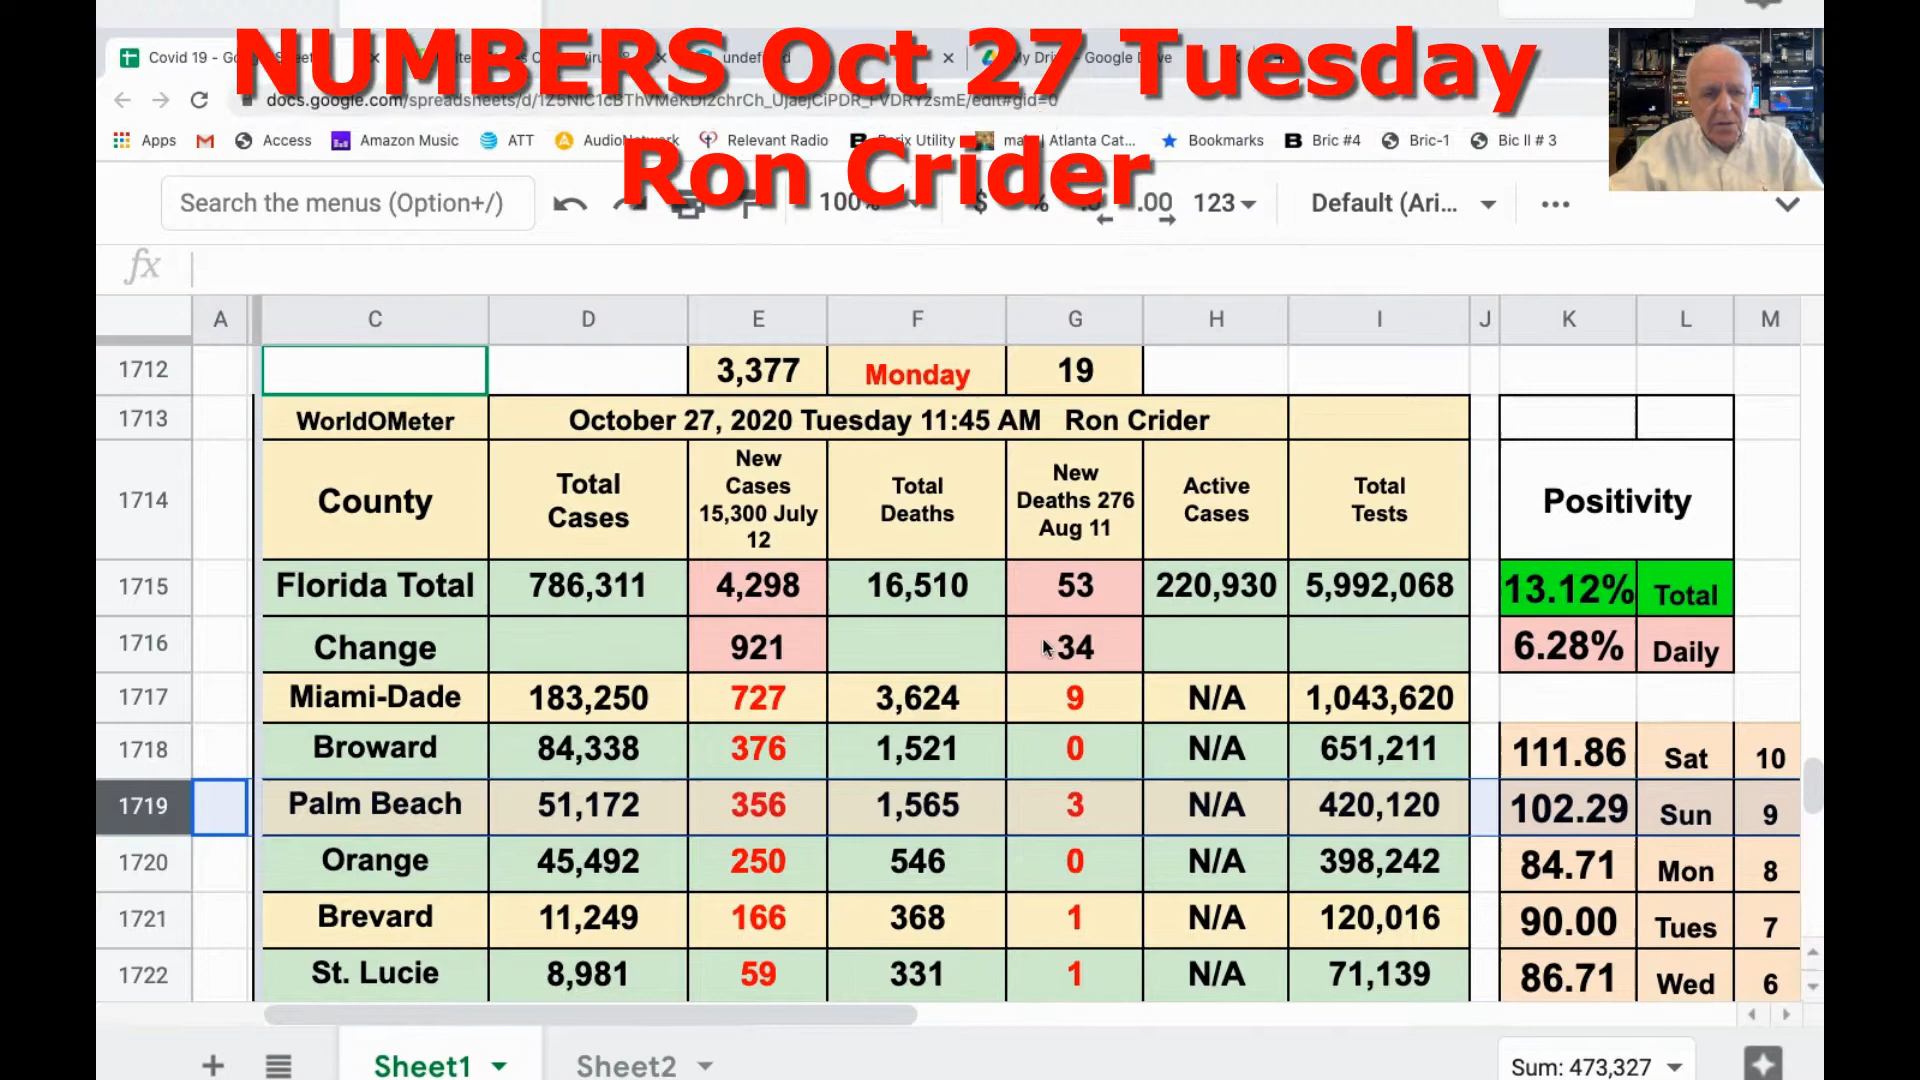 NUMBERS Oct 27 Tuesday
Ron Crider
Covid 19 - Go
My Dri - Google Drive
Apps Access Amazon Music ATT AudioNetwork Relevant Radio Barix Utility | Atlanta Cat... Bookmarks Bric #4 Bric-1 Bic II # 3
Search the menus (Option+/) 100% $ % .0 .00 123 Default (Ari... ...
fx
A C D E F G H I J K L M
1712 3,377 Monday 19
1713 WorldOMeter October 27, 2020 Tuesday 11:45 AM Ron Crider
1714 County Total Cases New Cases 15,300 July 12 Total Deaths New Deaths 276 Aug 11 Active Cases Total Tests Positivity
1715 Florida Total 786,311 4,298 16,510 53 220,930 5,992,068 13.12% Total
1716 Change 921 34 6.28% Daily
1717 Miami-Dade 183,250 727 3,624 9 N/A 1,043,620
1718 Broward 84,338 376 1,521 0 N/A 651,211 111.86 Sat 10
1719 Palm Beach 51,172 356 1,565 3 N/A 420,120 102.29 Sun 9
1720 Orange 45,492 250 546 0 N/A 398,242 84.71 Mon 8
1721 Brevard 11,249 166 368 1 N/A 120,016 90.00 Tues 7
1722 St. Lucie 8,981 59 331 1 N/A 71,139 86.71 Wed 6
Sheet1 Sheet2 Sum: 473,327